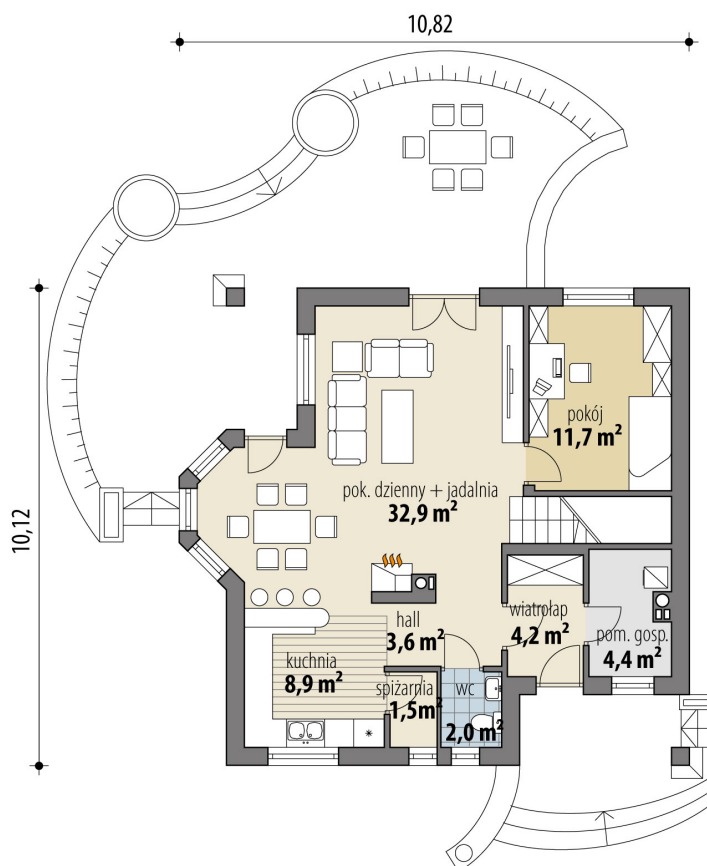 10,82
10,12
pokój
11,7 m²
pok. dzienny + jadalnia
32,9 m²
hall
3,6 m²
wiatrołap
4,2 m²
pom. gosp.
4,4 m²
kuchnia
8,9 m²
spiżarnia
1,5m²
wc
2,0 m²